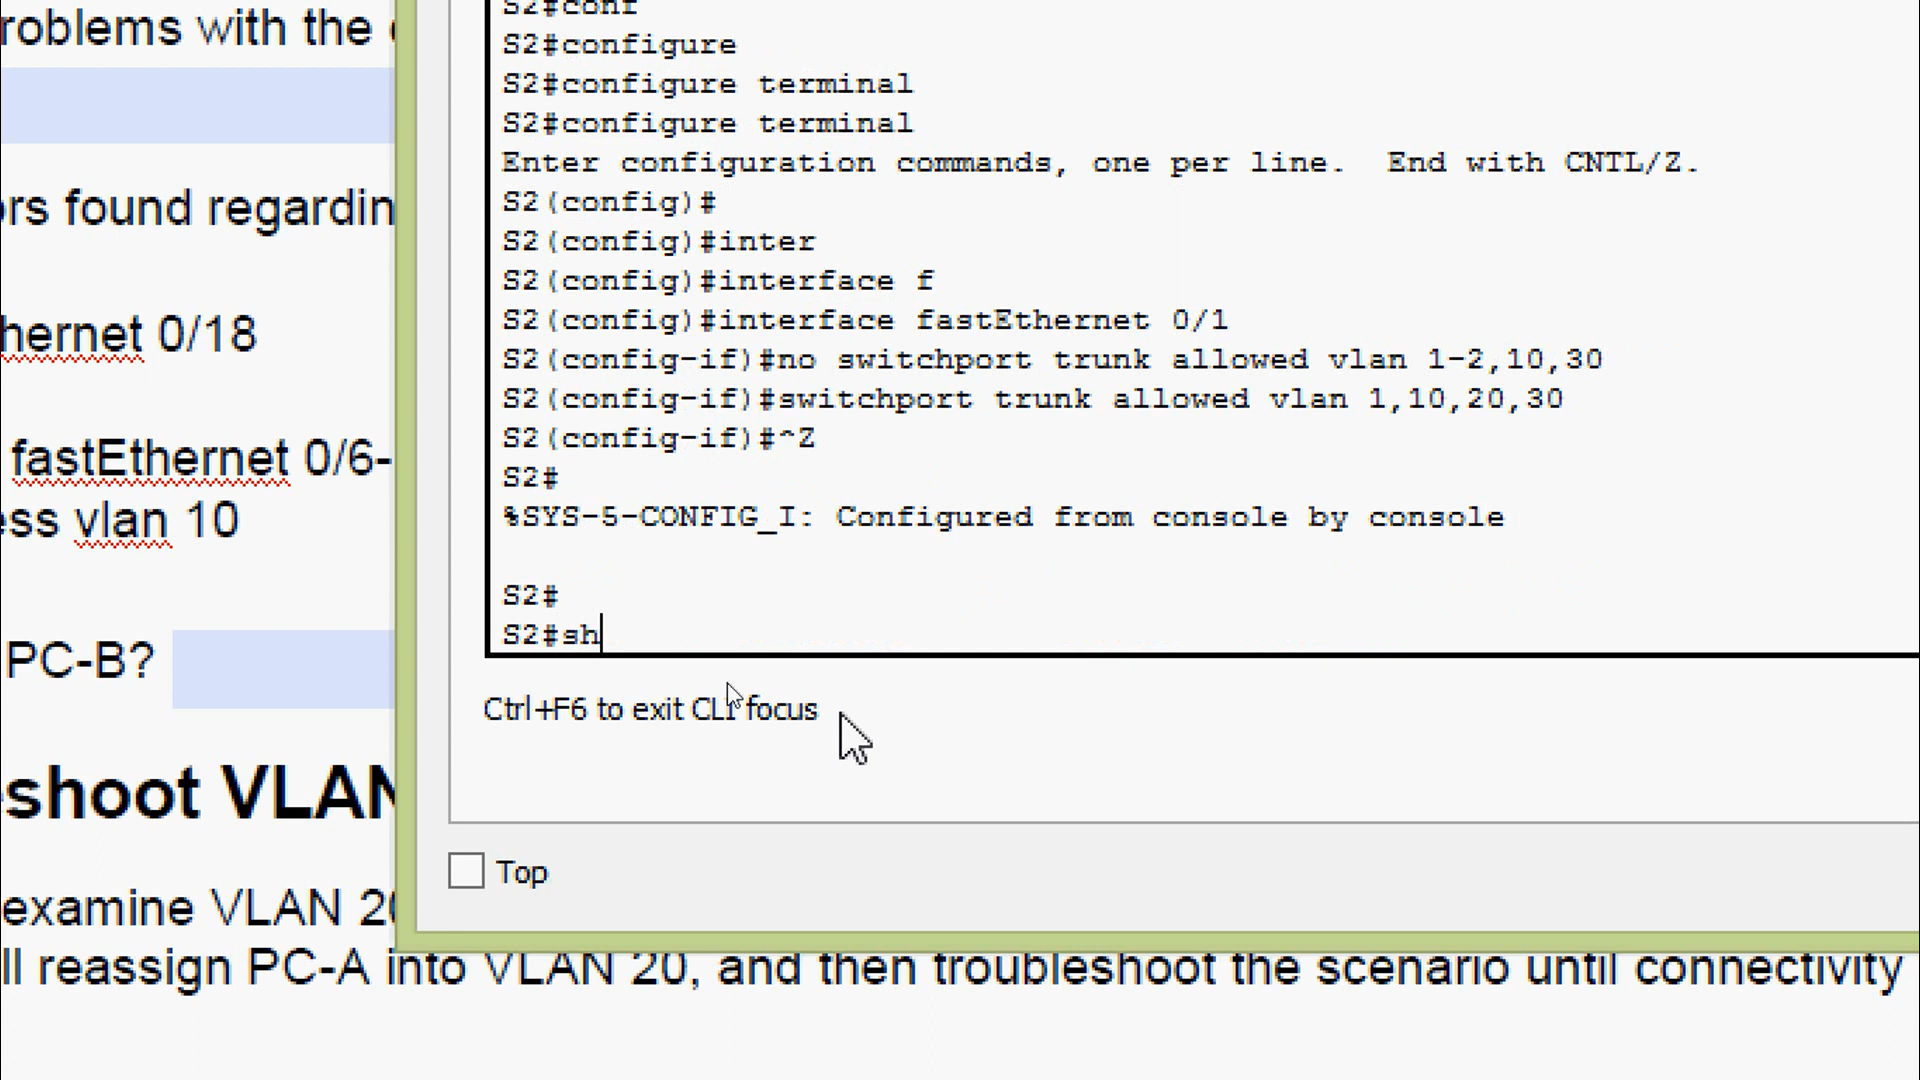 roblems with the
ors found regardin
hernet 0/18
fastEthernet 0/6-
ess vlan 10
PC-B?
shoot VLAN
examine VLAN 20
ll reassign PC-A into VLAN 20, and then troubleshoot the scenario until connectivity
S2#conf
S2#configure
S2#configure terminal
S2#configure terminal
Enter configuration commands, one per line.  End with CNTL/Z.
S2(config)#
S2(config)#inter
S2(config)#interface f
S2(config)#interface fastEthernet 0/1
S2(config-if)#no switchport trunk allowed vlan 1-2,10,30
S2(config-if)#switchport trunk allowed vlan 1,10,20,30
S2(config-if)#^Z
S2#
%SYS-5-CONFIG_I: Configured from console by console
S2#
S2#sh
Ctrl+F6 to exit CLI focus
Top